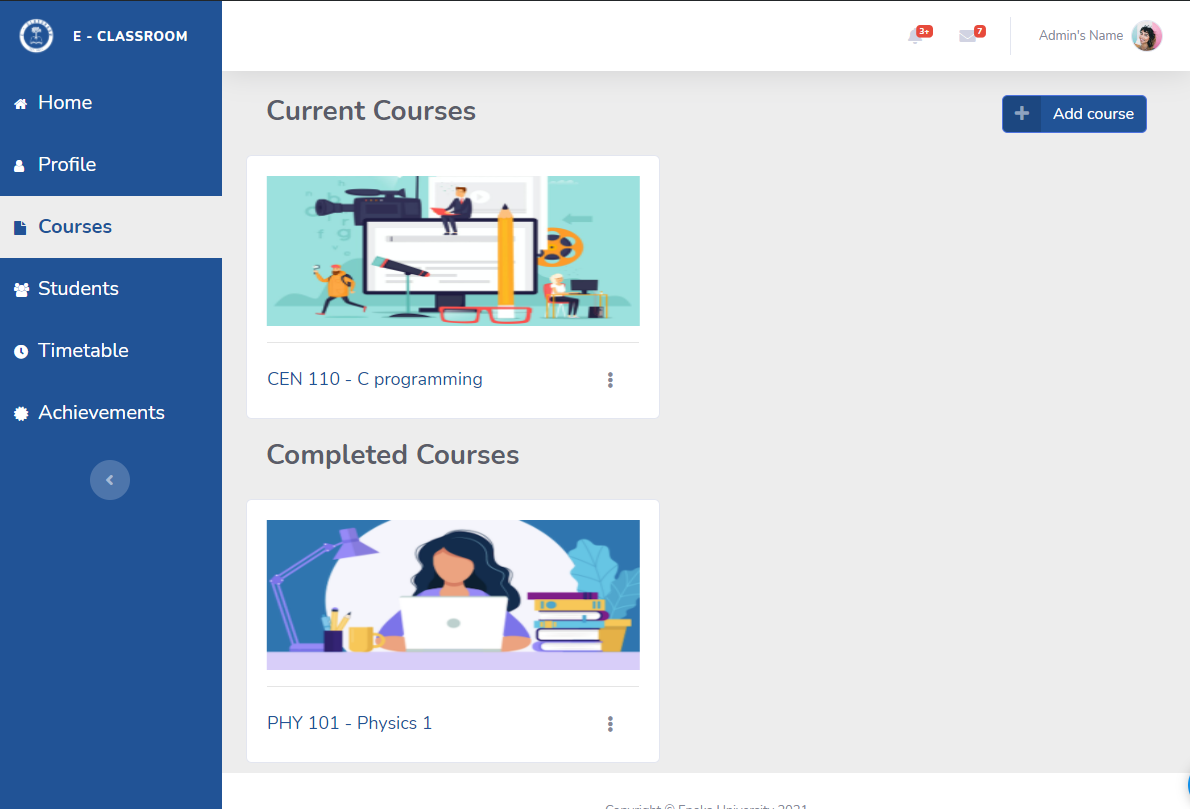 E - CLASSROOM
3+
7
Admin's Name
Home
Profile
Courses
Students
Timetable
Achievements
Current Courses
Add course
CEN 110 - C programming
Completed Courses
PHY 101 - Physics 1
Copyright © University 2021